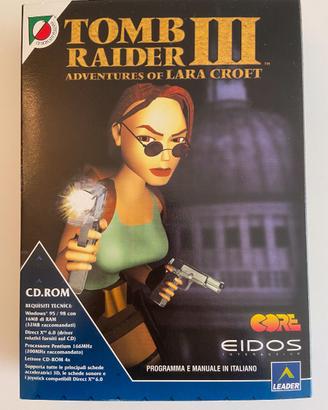 TOMB
RAIDER III
ADVENTURES OF LARA CROFT
CD.ROM
REQUISITI TECNICI:
Windows® 95 / 98 con
16MB di RAM
(32MB raccomandati)
Direct X™ 6.0 (driver
relativi forniti sul CD)
Processore Pentium 166MHz
(200MHz raccomandato)
Lettore CD-ROM 4x
Supporta tutte le principali schede
acceleratrici 3D, le schede sonore e
i joystick compatibili Direct X™ 6.0
CORE
EIDOS
INTERACTIVE
PROGRAMMA E MANUALE IN ITALIANO
LEADER